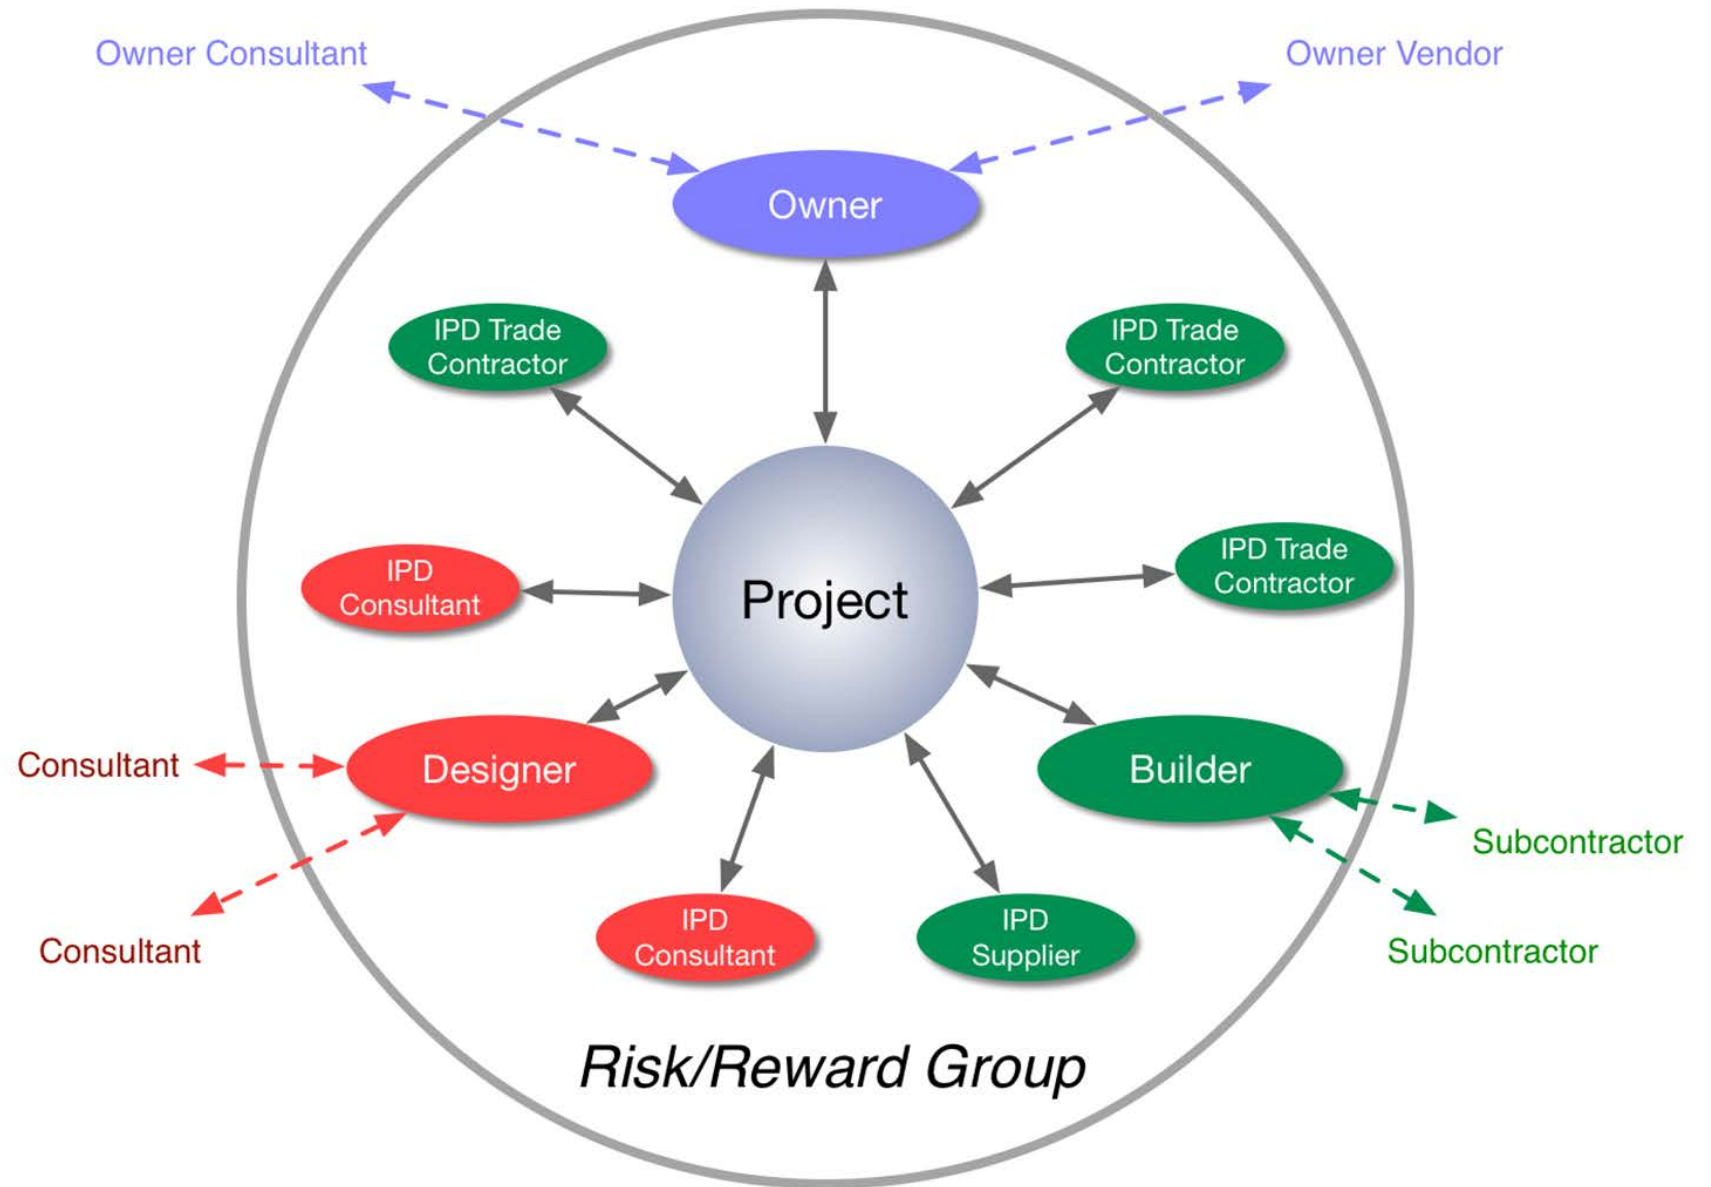 Owner Consultant
Owner Vendor
Owner
IPD Trade
Contractor
IPD Trade
Contractor
IPD
Consultant
Project
IPD Trade
Contractor
Consultant
Designer
Builder
Subcontractor
Consultant
IPD
Consultant
IPD
Supplier
Subcontractor
Risk/Reward Group